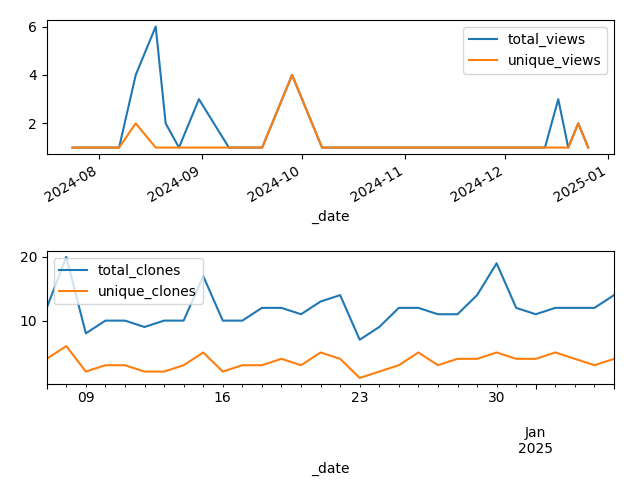 6
4
2
total_views
unique_views
2024-08
2024-09
2024-10
2024-11
2024-12
2025-01
_date
20
10
total_clones
unique_clones
09
16
23
30
Jan
2025
_date